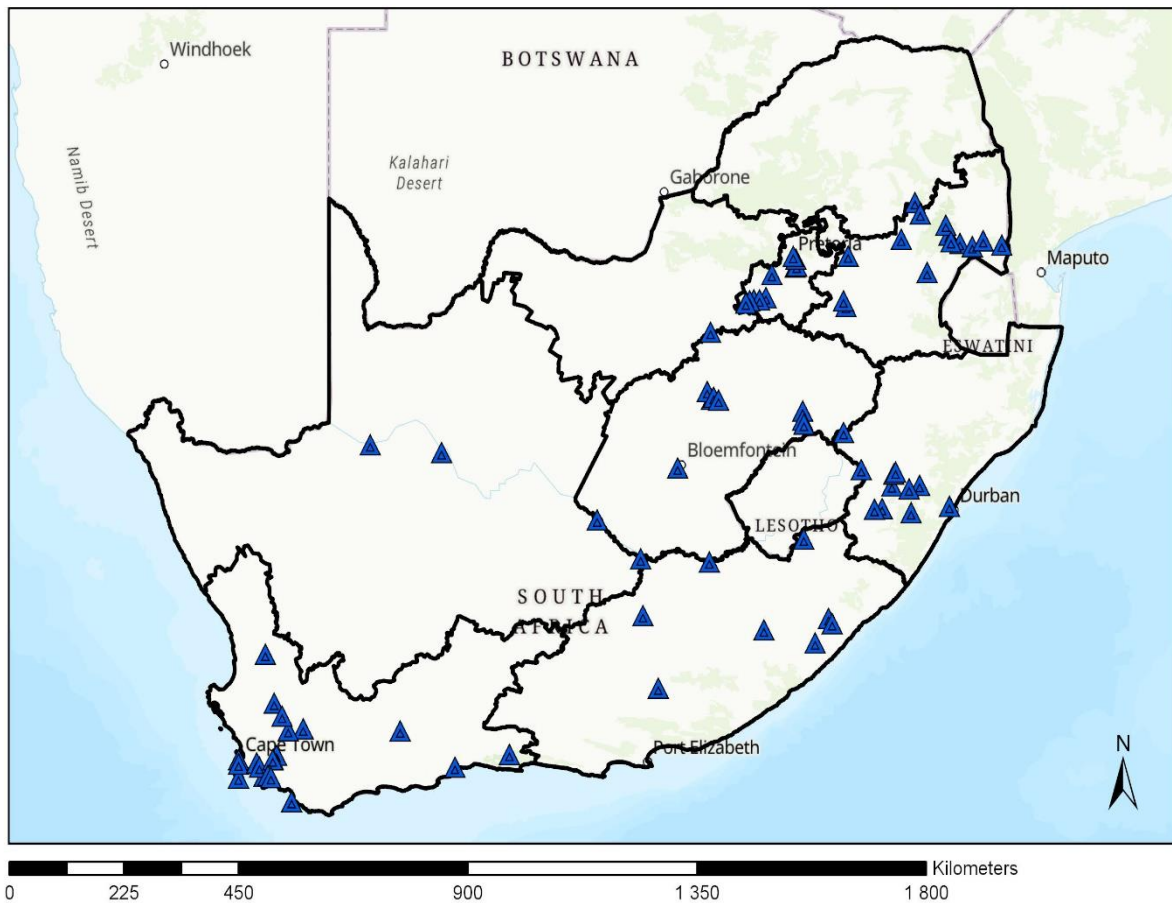 Windhoek
BOTSWANA
Namib Desert
Kalahari
Desert
Gaborone
Pretoria
Maputo
ESWATINI
Bloemfontein
Durban
LESOTHO
SOUTH
AFRICA
Cape Town
Port Elizabeth
N
Kilometers
0 225 450 900 1 350 1 800